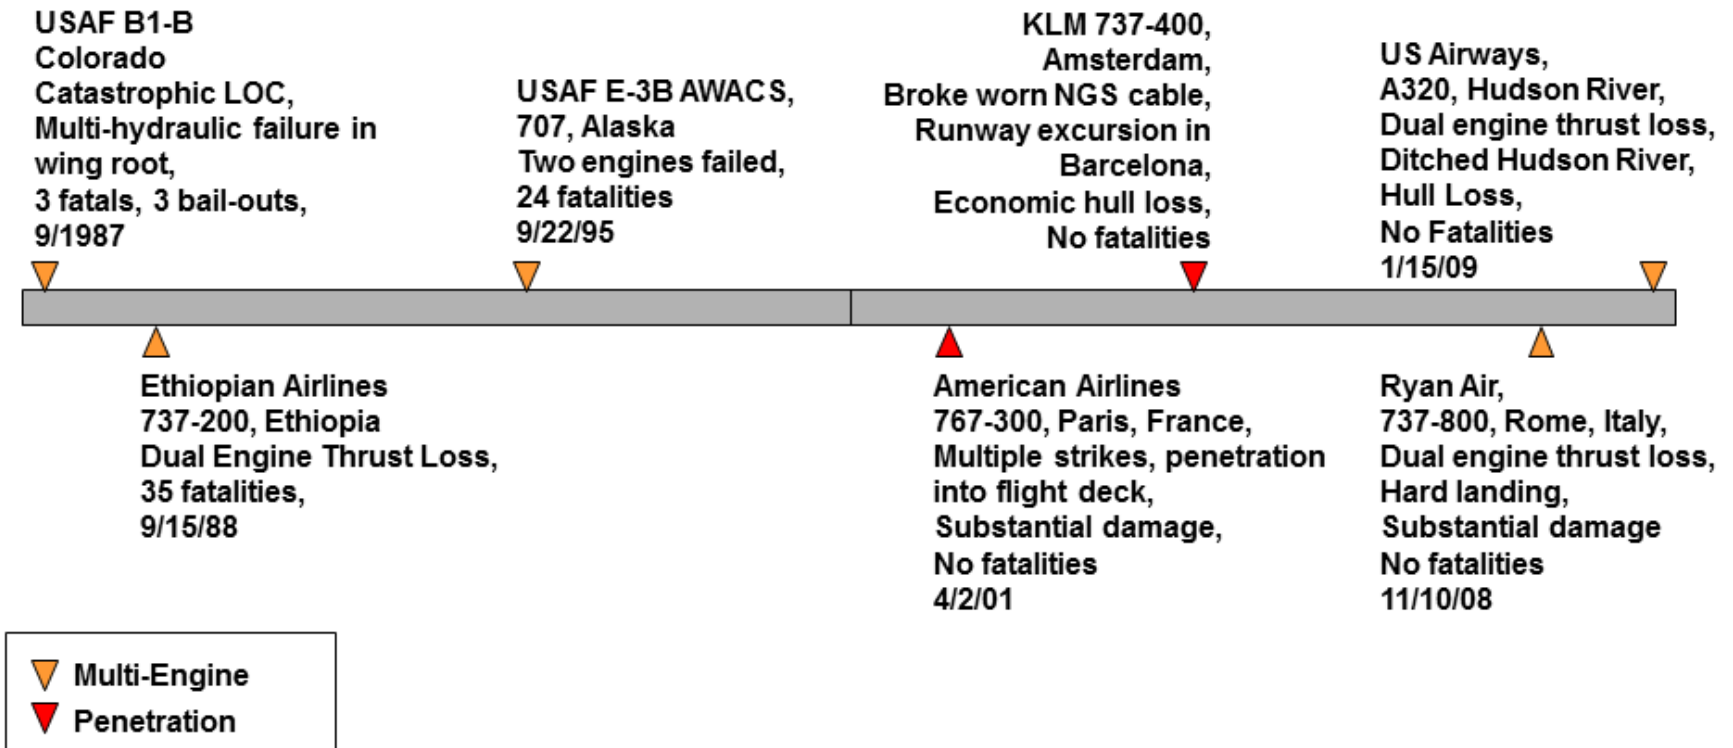 USAF B1-B
Colorado
Catastrophic LOC,
Multi-hydraulic failure in
wing root,
3 fatals, 3 bail-outs,
9/1987
USAF E-3B AWACS,
707, Alaska
Two engines failed,
24 fatalities
9/22/95
KLM 737-400,
Amsterdam,
Broke worn NGS cable,
Runway excursion in
Barcelona,
Economic hull loss,
No fatalities
US Airways,
A320, Hudson River,
Dual engine thrust loss,
Ditched Hudson River,
Hull Loss,
No Fatalities
1/15/09
Ethiopian Airlines
737-200, Ethiopia
Dual Engine Thrust Loss,
35 fatalities,
9/15/88
American Airlines
767-300, Paris, France,
Multiple strikes, penetration
into flight deck,
Substantial damage,
No fatalities
4/2/01
Ryan Air,
737-800, Rome, Italy,
Dual engine thrust loss,
Hard landing,
Substantial damage
No fatalities
11/10/08
Multi-Engine
Penetration